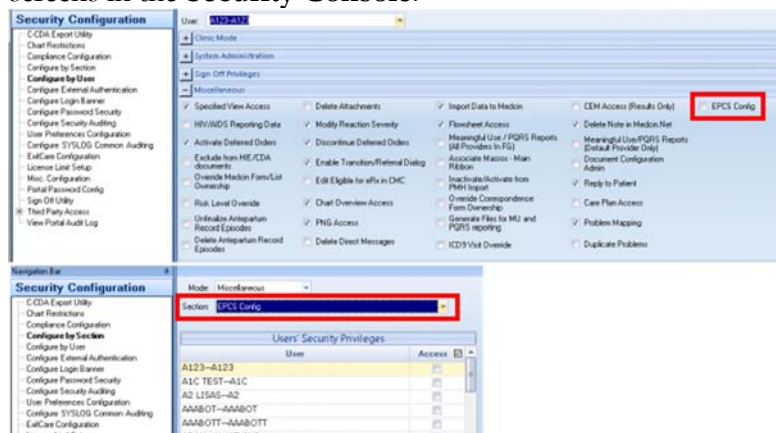 screens in the Security Console.
Security Configuration
C-CDA Export Utility
Chart Restrictions
Compliance Configuration
Configure by Section
Configure by User
Configure External Authentication
Configure Login Banner
Configure Password Security
Configure Security Auditing
User Preferences Configuration
Configure SYSLOG Common Auditing
ExitCare Configuration
License Limit Setup
Misc. Configuration
Portal Password Config
Sign Off Utility
Third Party Access
View Portal Audit Log
User: A123-A123
Clinic Mode
System Administration
Sign Off Privileges
Miscellaneous
Specified View Access
Delete Attachments
Import Data to Medcin
CEM Access (Results Only)
EPCS Config
HIV/AIDS Reporting Data
Modify Reaction Severity
Flowsheet Access
Delete Note in Medcin.Net
Activate Deferred Orders
Discontinue Deferred Orders
Meaningful Use / PQRS Reports
(All Providers In FG)
Meaningful Use/PQRS Reports
(Default Provider Only)
Exclude from HIE/CDA
documents
Enable Transition/Referral Dialog
Associate Macros - Main
Ribbon
Document Configuration
Admin
Override Medcin Form/List
Ownership
Edit Eligible for eRx in CMC
Inactivate/Activate from
PMH Import
Reply to Patient
Risk Level Override
Chart Overview Access
Override Correspondence
Form Ownership
Care Plan Access
Unfinalize Antepartum
Record Episodes
PNG Access
Generate Files for MU and
PQRS reporting
Problem Mapping
Delete Antepartum Record
Episodes
Delete Direct Messages
ICD9 Visit Override
Duplicate Problems
Navigation Bar
Security Configuration
C-CDA Export Utility
Chart Restrictions
Compliance Configuration
Configure by Section
Configure by User
Configure External Authentication
Configure Login Banner
Configure Password Security
Configure Security Auditing
User Preferences Configuration
Configure SYSLOG Common Auditing
ExitCare Configuration
Mode: Miscellaneous
Section: EPCS Config
Users' Security Privileges
User
Access
A123--A123
A1C TEST--A1C
A2 LISAS--A2
AAABOT--AAABOT
AAABOTT--AAABOTT